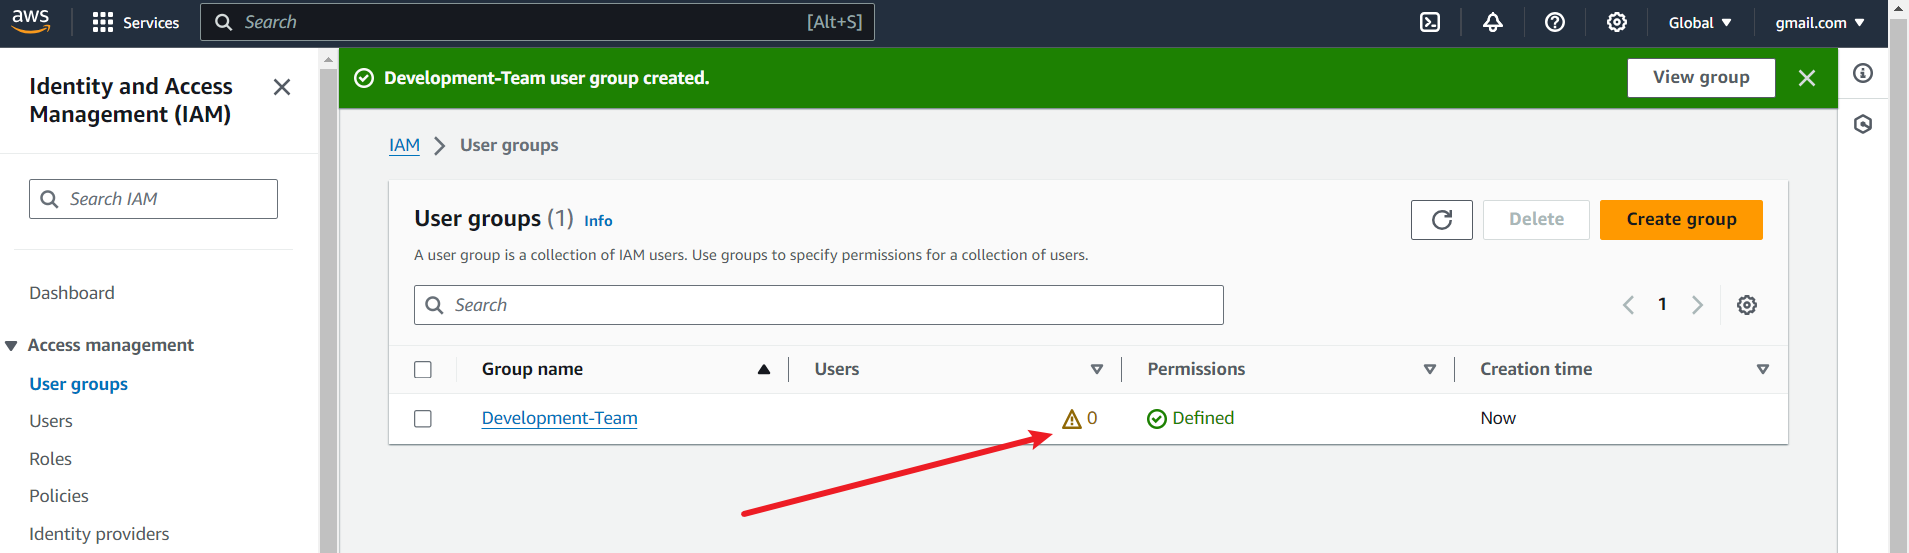 aws
Services
Search
[Alt+S]
Global
gmail.com
Identity and Access
Management (IAM)
Search IAM
Dashboard
Access management
User groups
Users
Roles
Policies
Identity providers
Development-Team user group created.
View group
IAM
User groups
User groups (1)
Info
Delete
Create group
A user group is a collection of IAM users. Use groups to specify permissions for a collection of users.
Search
1
Group name
Users
Permissions
Creation time
Development-Team
0
Defined
Now